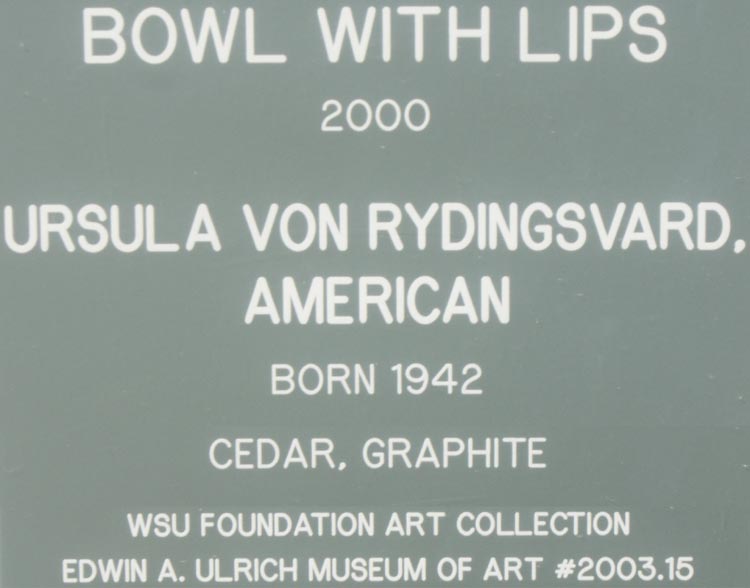 BOWL WITH LIPS
2000
URSULA VON RYDINGSVARD,
AMERICAN
BORN 1942
CEDAR, GRAPHITE
WSU FOUNDATION ART COLLECTION
EDWIN A. ULRICH MUSEUM OF ART #2003.15